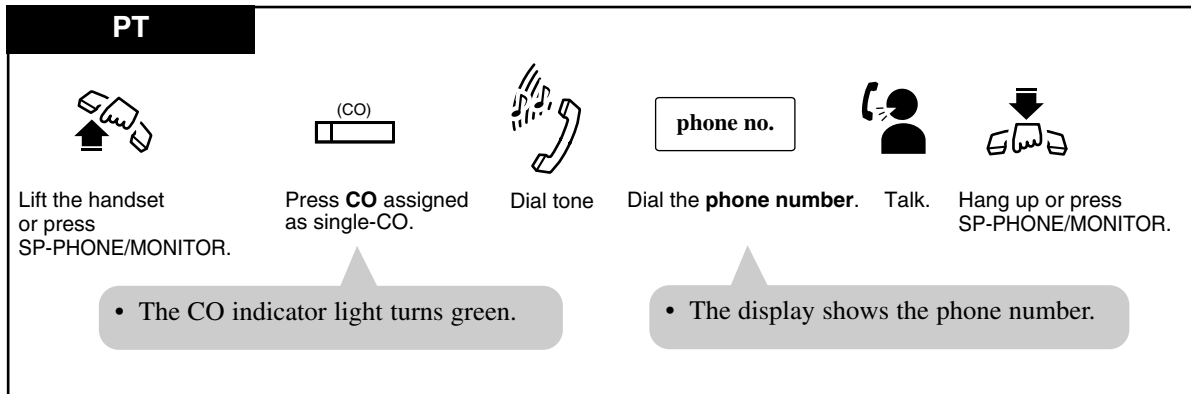 PT
(CO)
phone no.
Lift the handset
or press
SP-PHONE/MONITOR.
Press CO assigned
as single-CO.
Dial tone
Dial the phone number.
Talk.
Hang up or press
SP-PHONE/MONITOR.
• The CO indicator light turns green.
• The display shows the phone number.